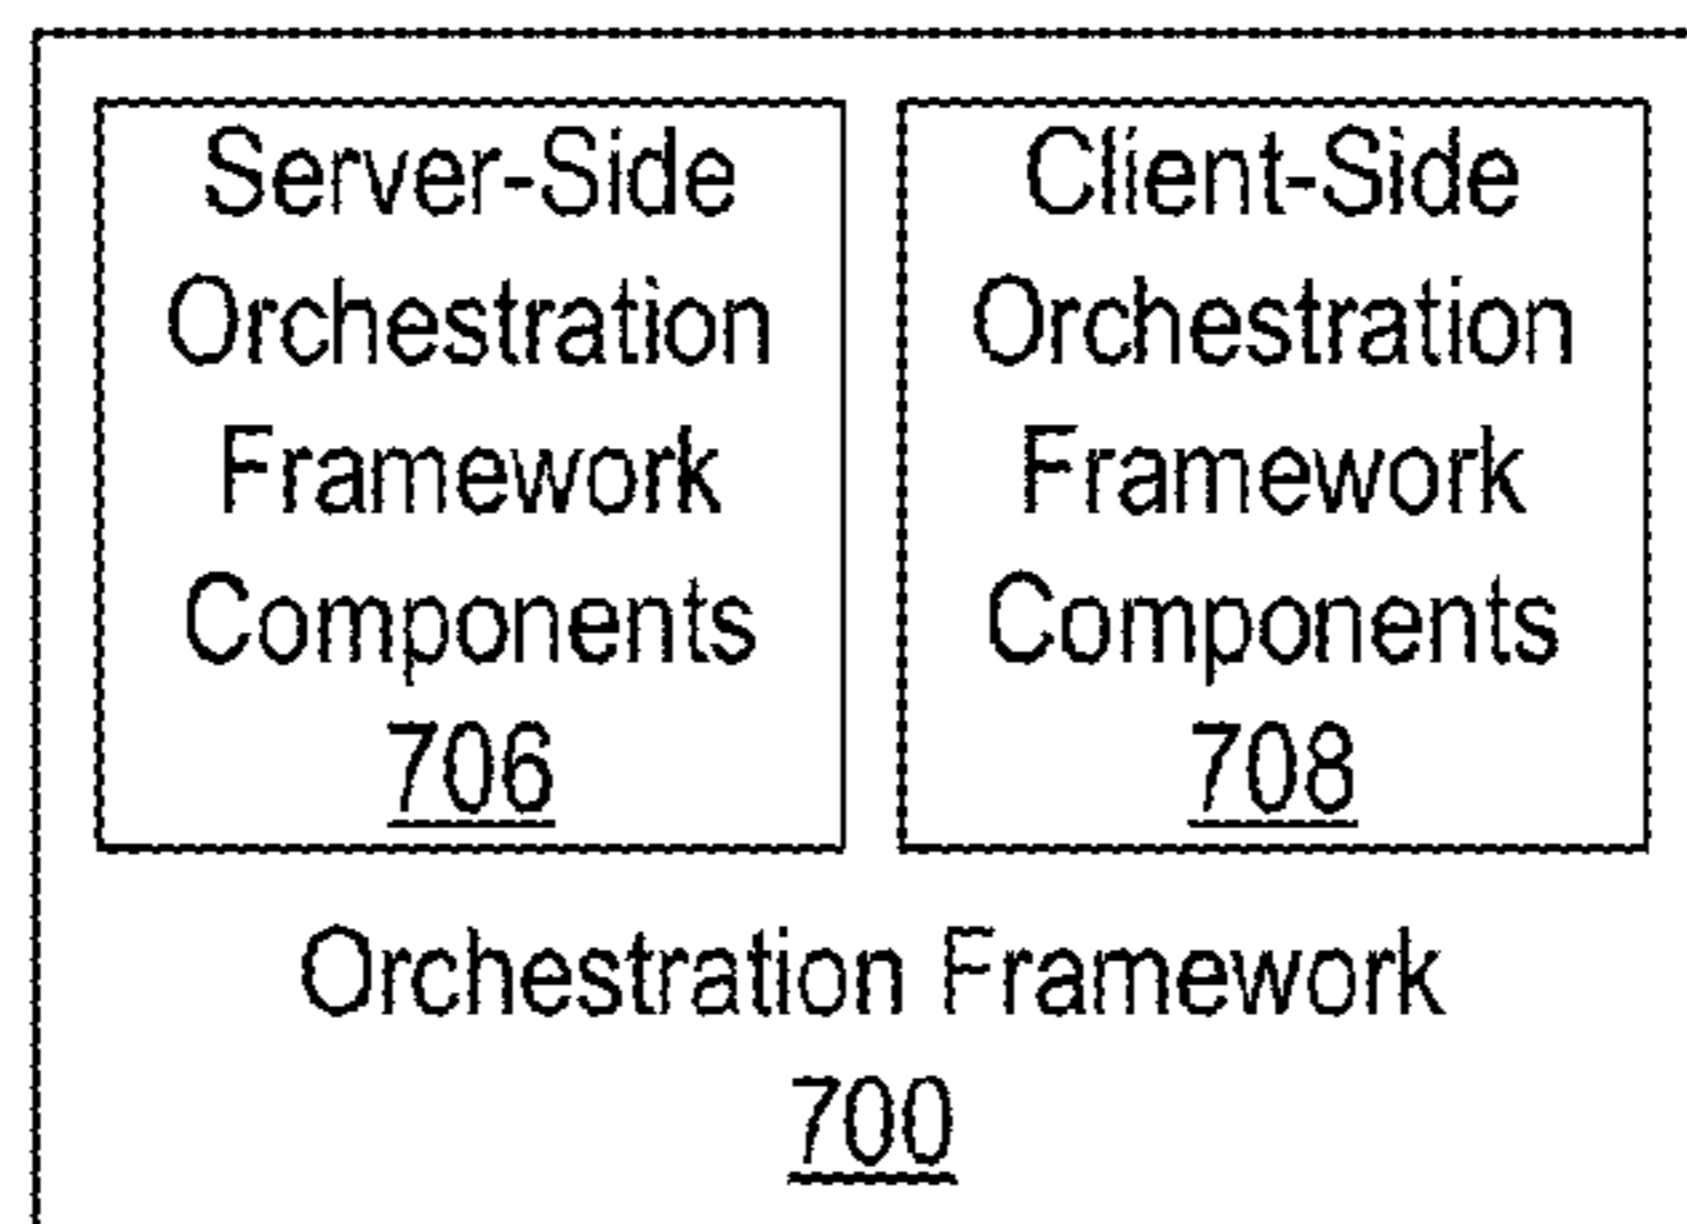 Server-Side
Orchestration
Framework
Components
706
Client-Side
Orchestration
Framework
Components
708
Orchestration Framework
700